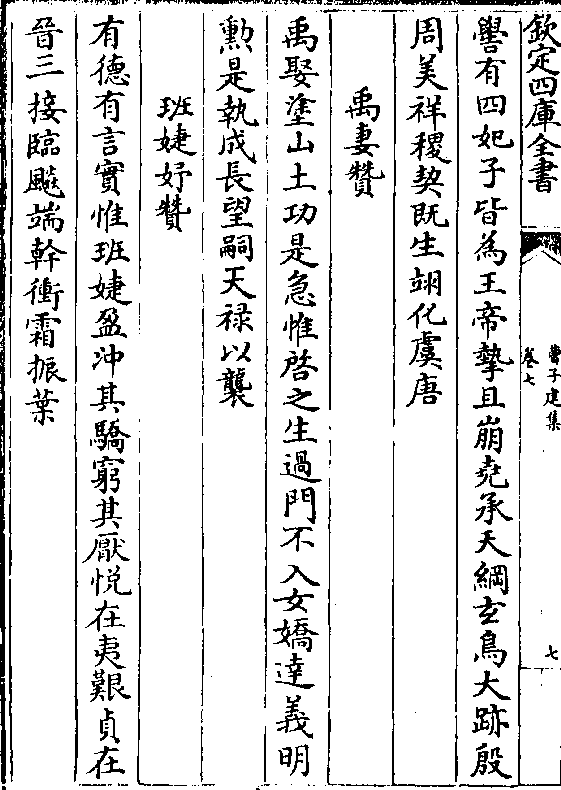 欽定四庫全書
曹子建集
卷七
七
嚳有四妃子皆為王帝摯且崩堯承天綱玄鳥大跡殷
周美祥稷契既生翊化虞唐
禹妻贊
禹娶塗山土功是急惟啓之生過門不入女嬌達義明
勲是執成長望嗣天禄以襲
班婕妤贊
有德有言實惟班婕盈沖其驕窮其厭悦在夷艱貞在
晉三接臨飈端幹衝霜振葉